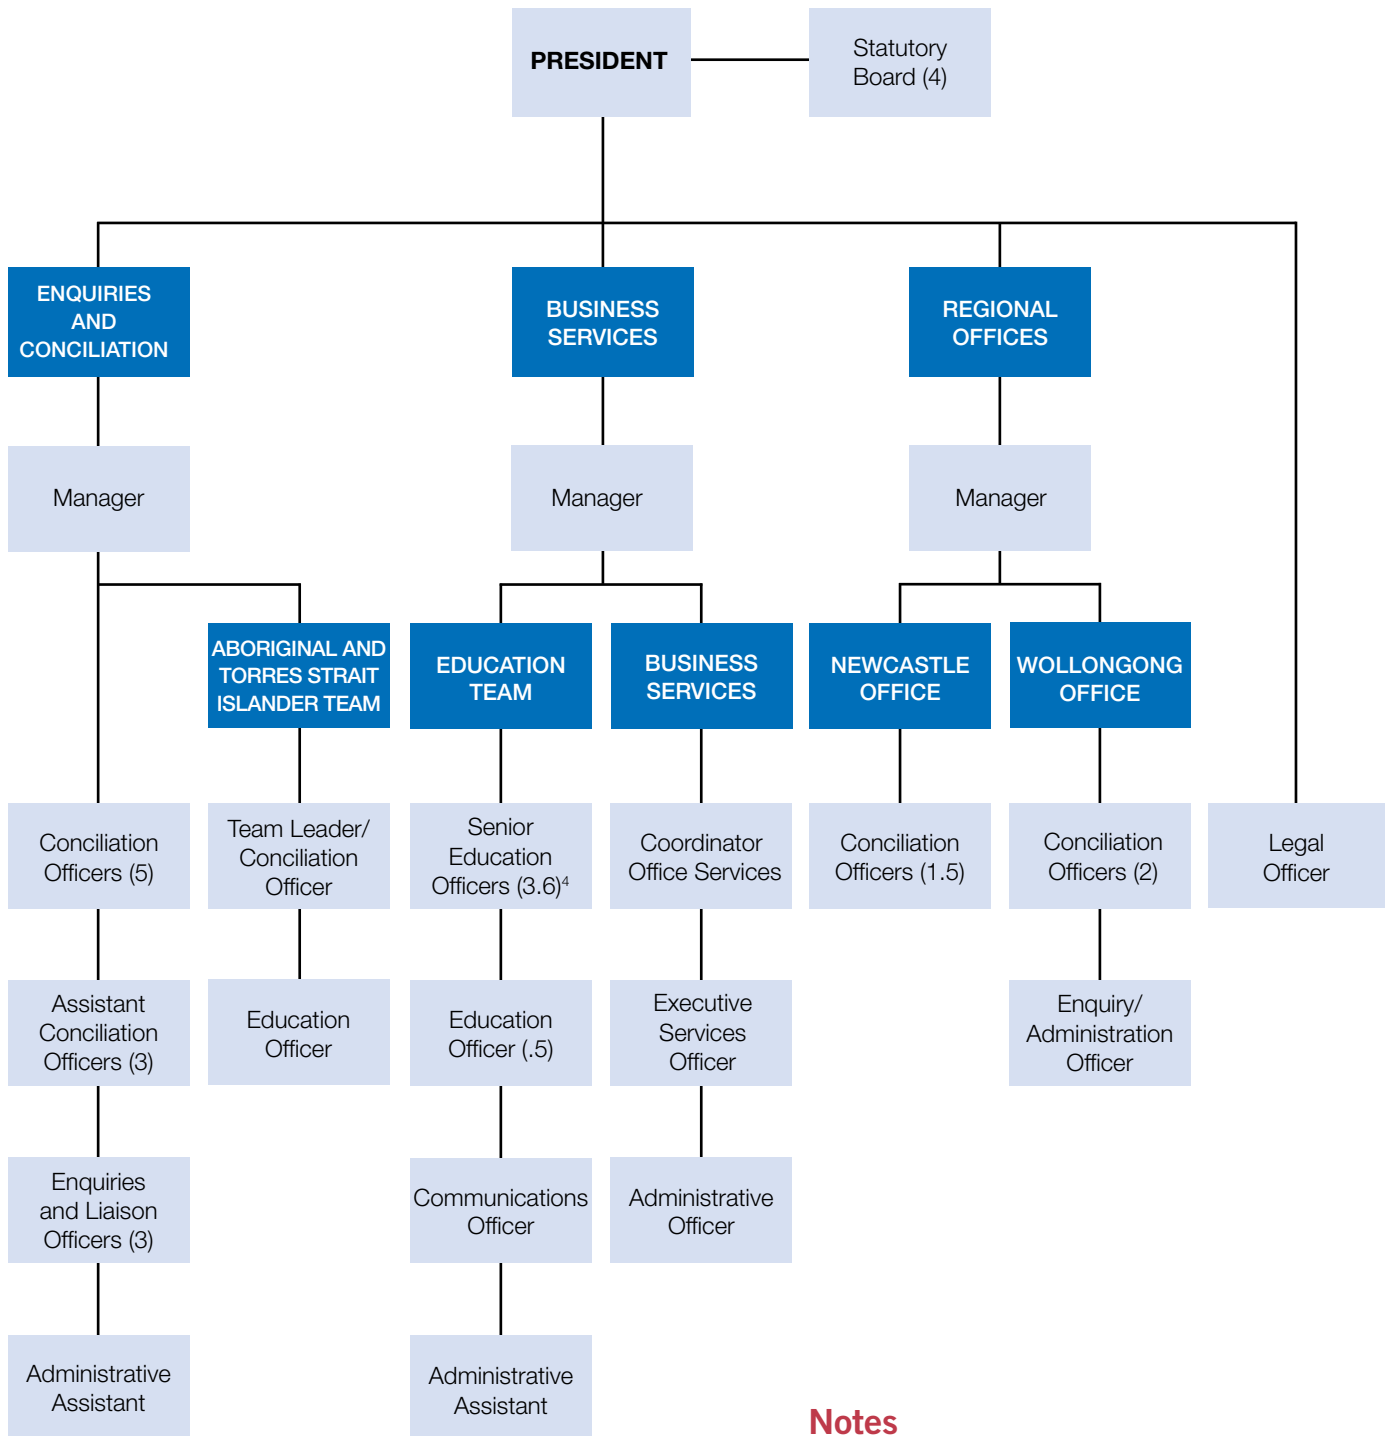 PRESIDENT
Statutory
Board (4)
ENQUIRIES
AND
CONCILIATION
BUSINESS
SERVICES
REGIONAL
OFFICES
Manager
Manager
Manager
ABORIGINAL AND
TORRES STRAIT
ISLANDER TEAM
EDUCATION
TEAM
BUSINESS
SERVICES
NEWCASTLE
OFFICE
WOLLONGONG
OFFICE
Conciliation
Officers (5)
Team Leader/
Conciliation
Officer
Senior
Education
Officers (3.6)⁴
Coordinator
Office Services
Conciliation
Officers (1.5)
Conciliation
Officers (2)
Legal
Officer
Assistant
Conciliation
Officers (3)
Education
Officer
Education
Officer (.5)
Executive
Services
Officer
Enquiry/
Administration
Officer
Enquiries
and Liaison
Officers (3)
Communications
Officer
Administrative
Officer
Administrative
Assistant
Administrative
Assistant
Notes